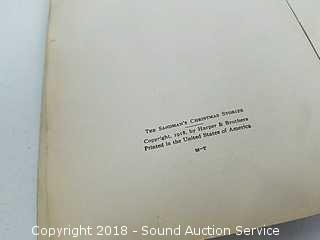 THE SANDMAN'S CHRISTMAS STORIES
Copyright, 1918, by Harper & Brothers
Printed in the United States of America
M-T
Copyright 2018 - Sound Auction Service